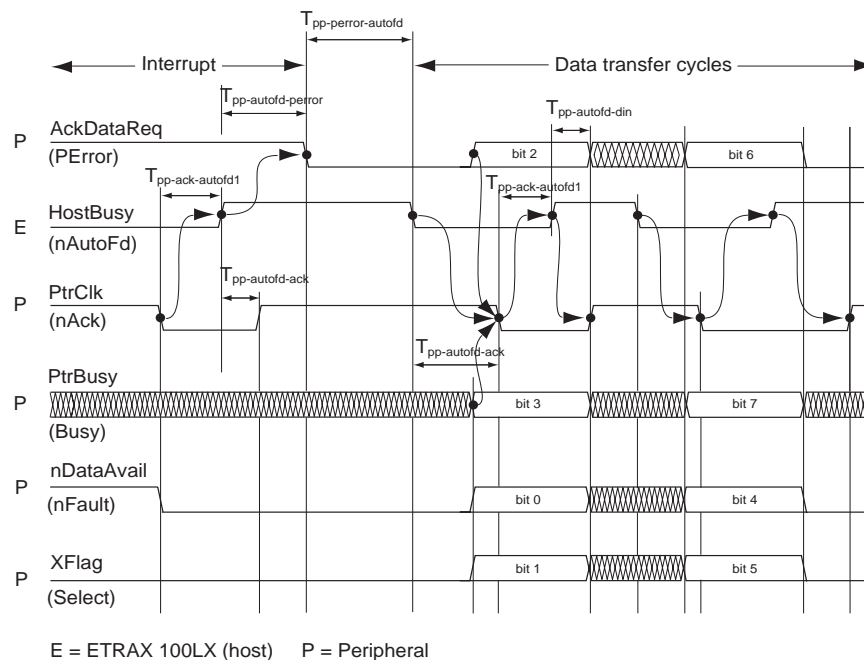 Tpp-perror-autofd
Interrupt
Data transfer cycles
Tpp-autofd-perror
Tpp-autofd-din
P
AckDataReq
(PError)
bit 2
bit 6
Tpp-ack-autofd1
Tpp-ack-autofd1
E
HostBusy
(nAutoFd)
Tpp-autofd-ack
P
PtrClk
(nAck)
Tpp-autofd-ack
P
PtrBusy
(Busy)
bit 3
bit 7
P
nDataAvail
(nFault)
bit 0
bit 4
P
XFlag
(Select)
bit 1
bit 5
E = ETRAX 100LX (host) P = Peripheral